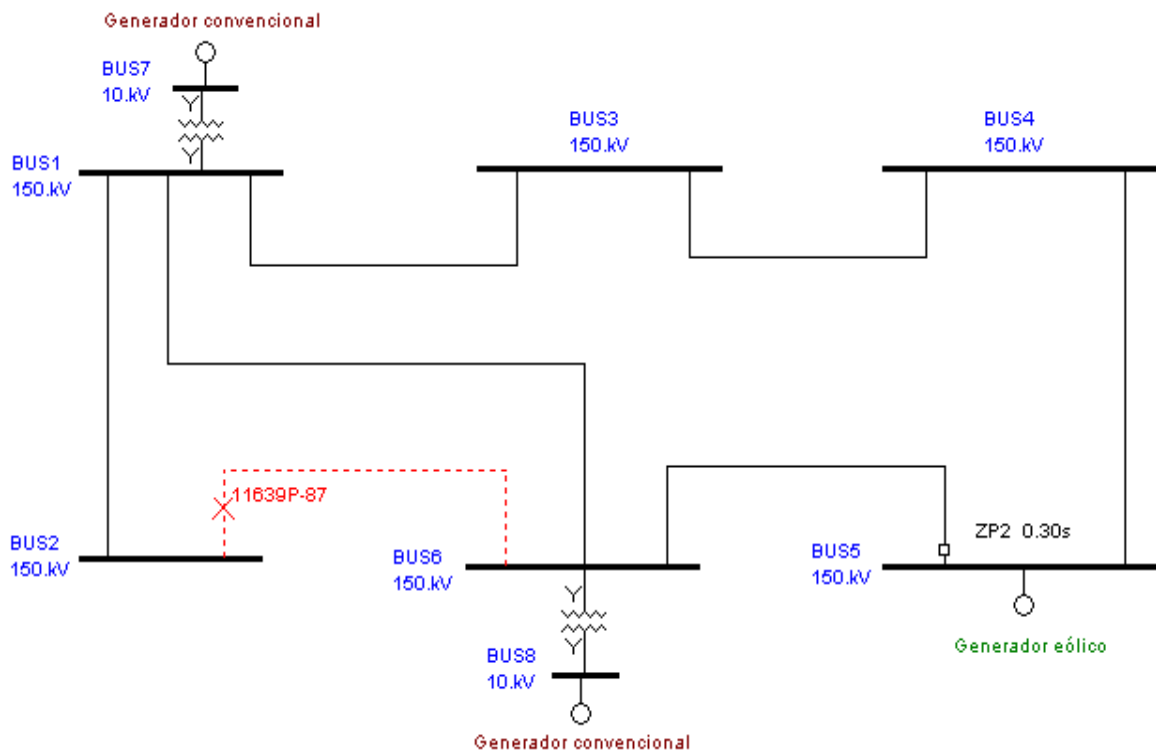 Generador convencional
BUS7
10.kV
BUS1
150.kV
BUS3
150.kV
BUS4
150.kV
11639P-87
BUS2
150.kV
BUS6
150.kV
ZP2 0.30s
BUS5
150.kV
Generador eólico
BUS8
10.kV
Generador convencional